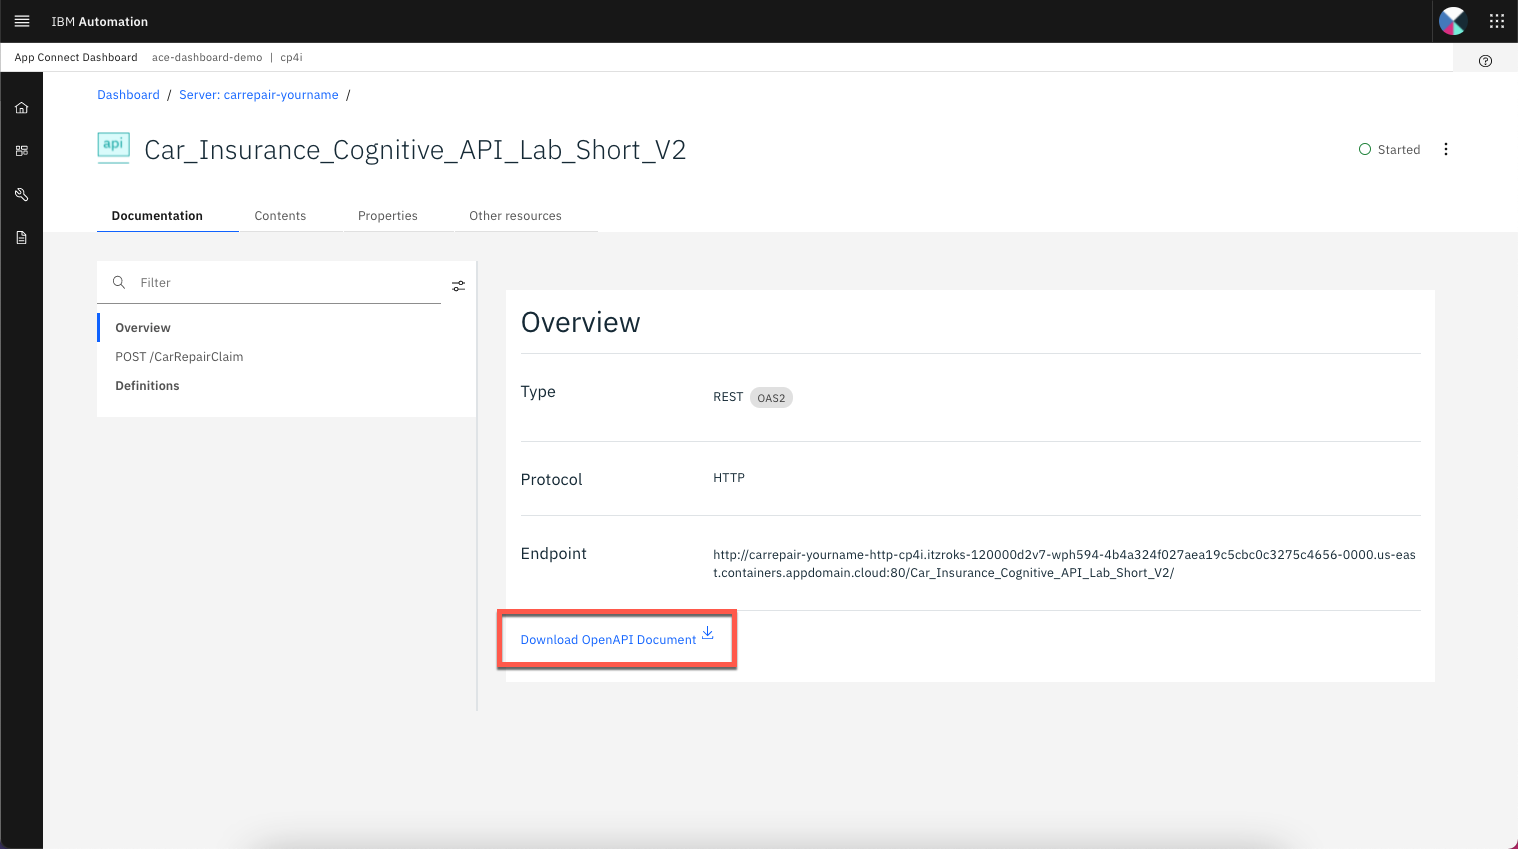 IBM Automation
App Connect Dashboard ace-dashboard-demo | cp4i
Dashboard / Server: carrepair-yourname /
api
Car_Insurance_Cognitive_API_Lab_Short_V2
Started
Documentation Contents Properties Other resources
Filter
Overview
POST /CarRepairClaim
Definitions
Overview
Type REST OAS2
Protocol HTTP
Endpoint http://carrepair-yourname-http-cp4i.itzroks-120000d2v7-wph594-4b4a324f027aea19c5cbc0c3275c4656-0000.us-eas
t.containers.appdomain.cloud:80/Car_Insurance_Cognitive_API_Lab_Short_V2/
Download OpenAPI Document